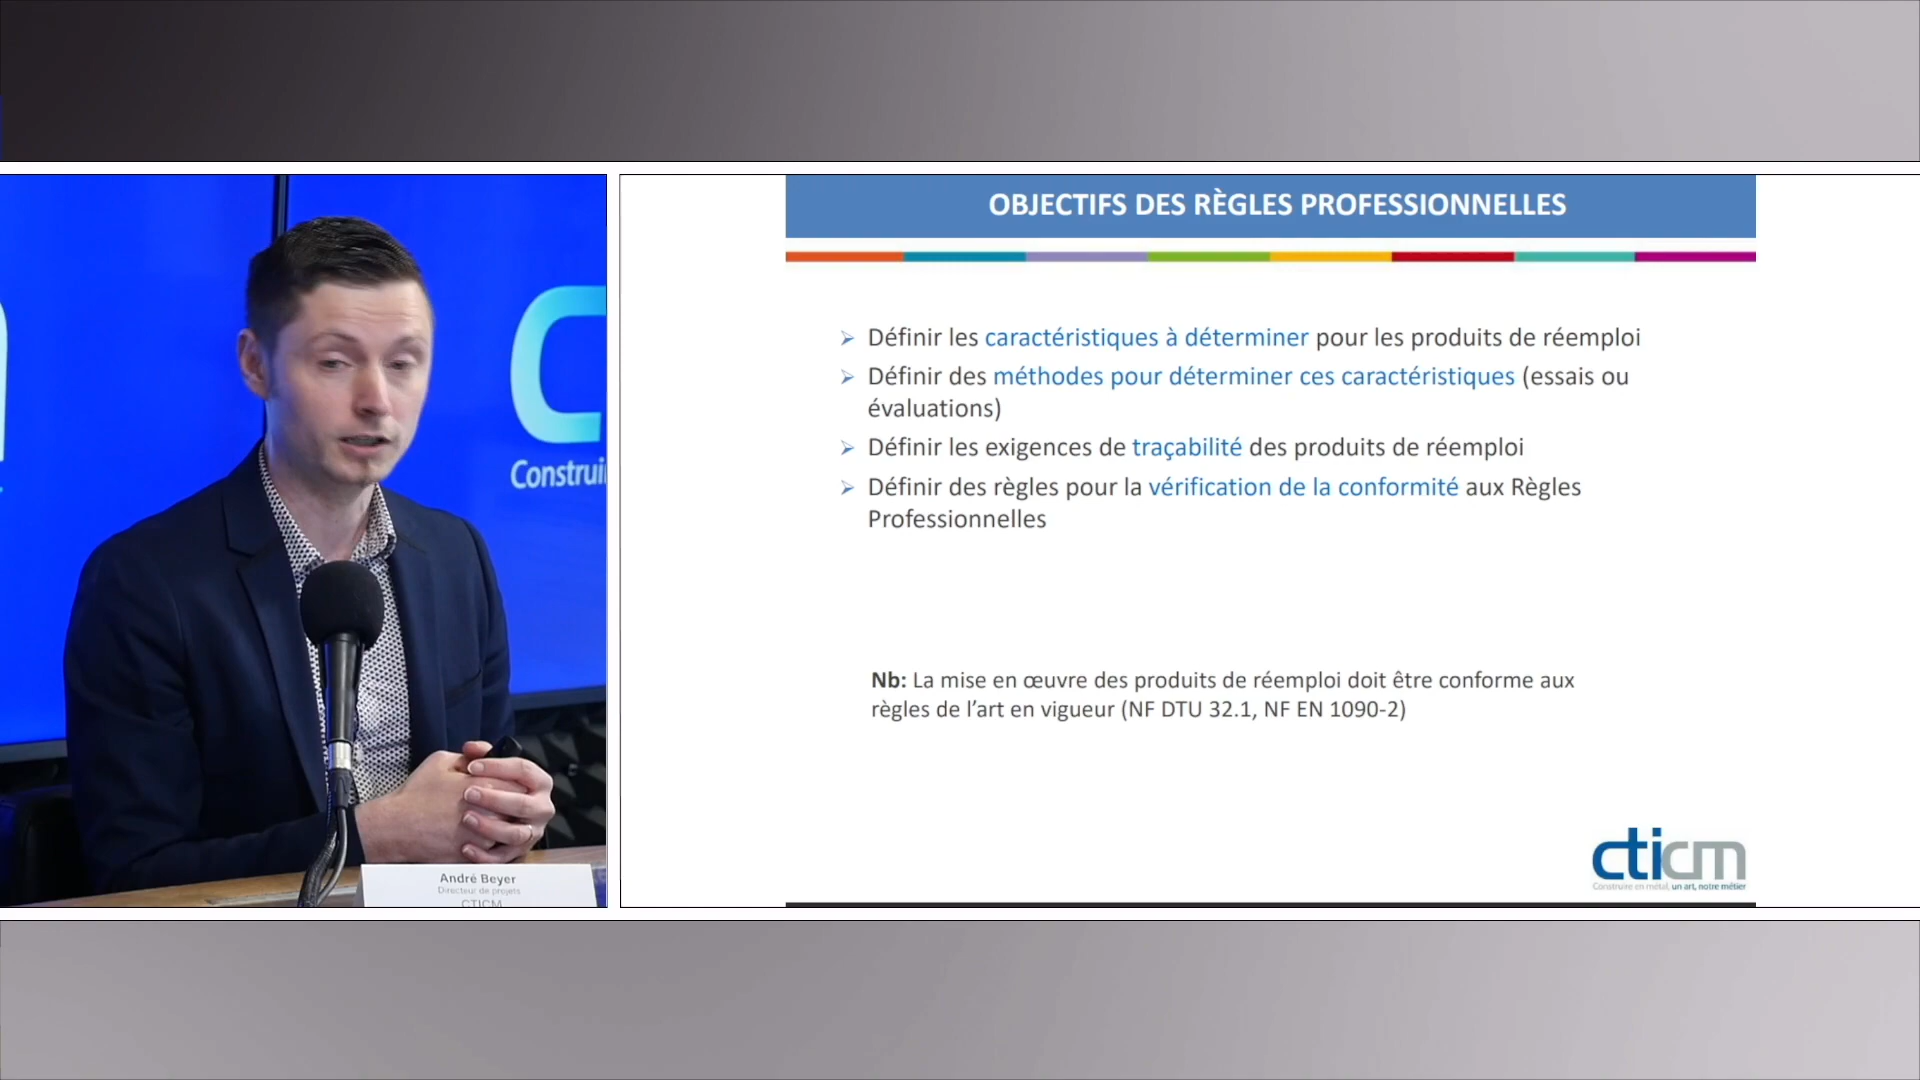 OBJECTIFS DES RÈGLES PROFESSIONNELLES
Définir les caractéristiques à déterminer pour les produits de réemploi
Définir des méthodes pour déterminer ces caractéristiques (essais ou
évaluations)
Définir les exigences de traçabilité des produits de réemploi
Définir des règles pour la vérification de la conformité aux Règles
Professionnelles
Nb: La mise en œuvre des produits de réemploi doit être conforme aux
règles de l’art en vigueur (NF DTU 32.1, NF EN 1090-2)
cticm
Construire en métal, un art, notre métier
Construi
André Beyer
Directeur de projets
CTICM